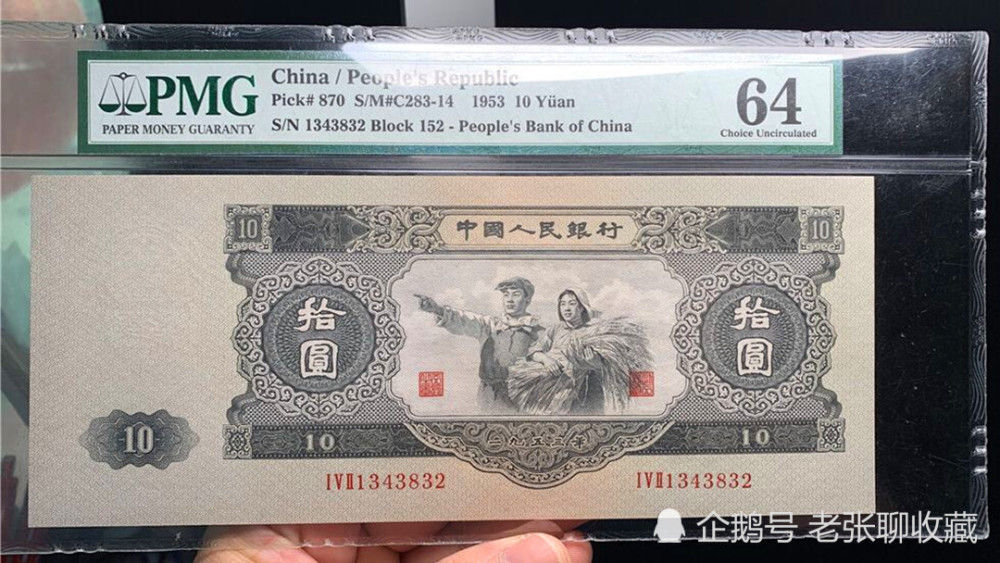 PMG
PAPER MONEY GUARANTY
China / People's Republic
Pick# 870 S/M#C283-14 1953 10 Yüan
S/N 1343832 Block 152 - People's Bank of China
64
Choice Uncirculated
10
中國人民銀行
10
拾圓
拾圓
10
10
一九五三年
10
IVII1343832
IVII1343832
企鹅号 老张聊收藏